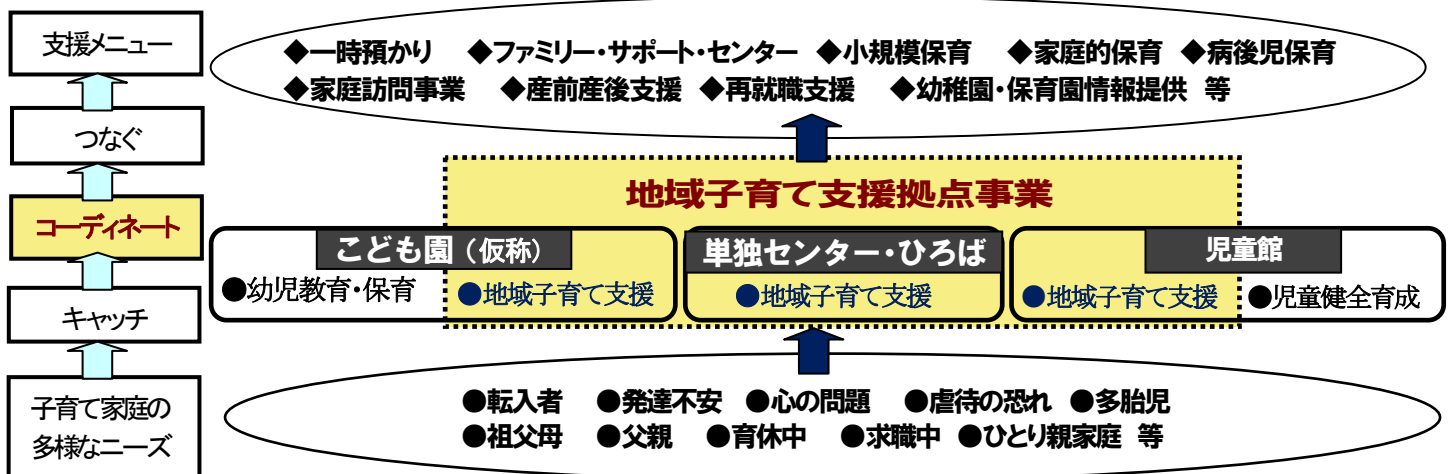 支援メニュー
つなぐ
コーディネート
キャッチ
子育て家庭の
多様なニーズ
◆一時預かり ◆ファミリー・サポート・センター ◆小規模保育 ◆家庭的保育 ◆病後児保育
◆家庭訪問事業 ◆産前産後支援 ◆再就職支援 ◆幼稚園・保育園情報提供 等
地域子育て支援拠点事業
こども園（仮称）
●幼児教育・保育 ●地域子育て支援
単独センター・ひろば
●地域子育て支援
児童館
●地域子育て支援 ●児童健全育成
●転入者 ●発達不安 ●心の問題 ●虐待の恐れ ●多胎児
●祖父母 ●父親 ●育休中 ●求職中 ●ひとり親家庭 等